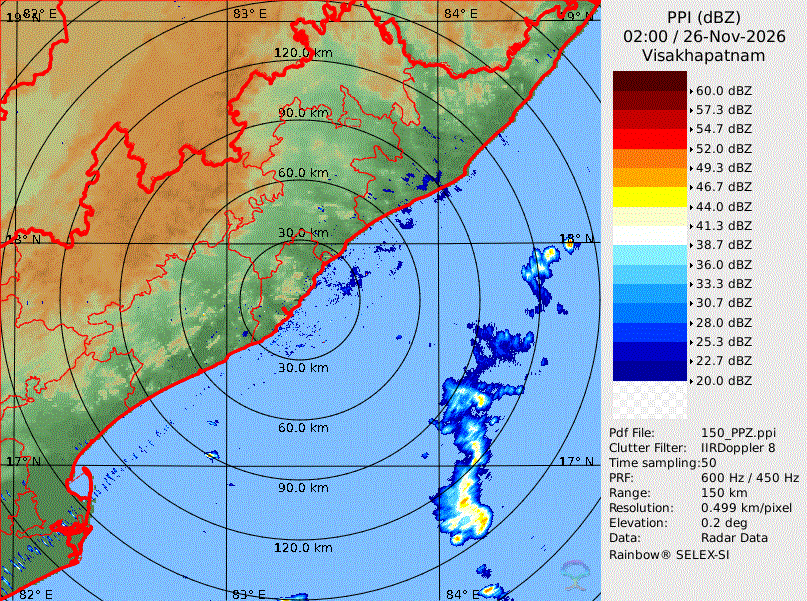 82° E
83° E
84° E
19° N
19° N
120.0 km
90.0 km
60.0 km
30.0 km
18° N
18° N
30.0 km
60.0 km
17° N
17° N
90.0 km
120.0 km
82° E
83° E
84° E
PPI (dBZ)
02:00 / 26-Nov-2026
Visakhapatnam
60.0 dBZ
57.3 dBZ
54.7 dBZ
52.0 dBZ
49.3 dBZ
46.7 dBZ
44.0 dBZ
41.3 dBZ
38.7 dBZ
36.0 dBZ
33.3 dBZ
30.7 dBZ
28.0 dBZ
25.3 dBZ
22.7 dBZ
20.0 dBZ
Pdf File: 150_PPZ.ppi
Clutter Filter: IIRDoppler 8
Time sampling:50
PRF: 600 Hz / 450 Hz
Range: 150 km
Resolution: 0.499 km/pixel
Elevation: 0.2 deg
Data: Radar Data
Rainbow® SELEX-SI